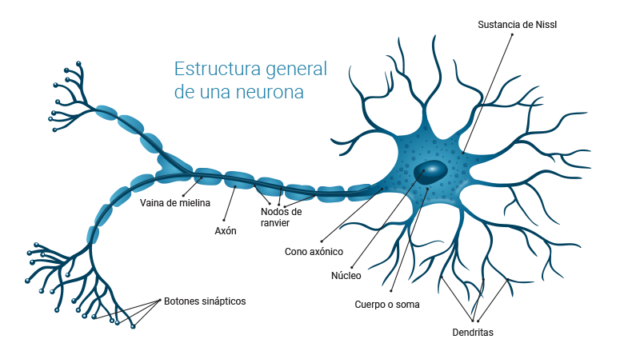 Sustancia de Nissl
Estructura general
de una neurona
Vaina de mielina
Axón
Nodos de
ranvier
Cono axónico
Núcleo
Botones sinápticos
Cuerpo o soma
Dendritas